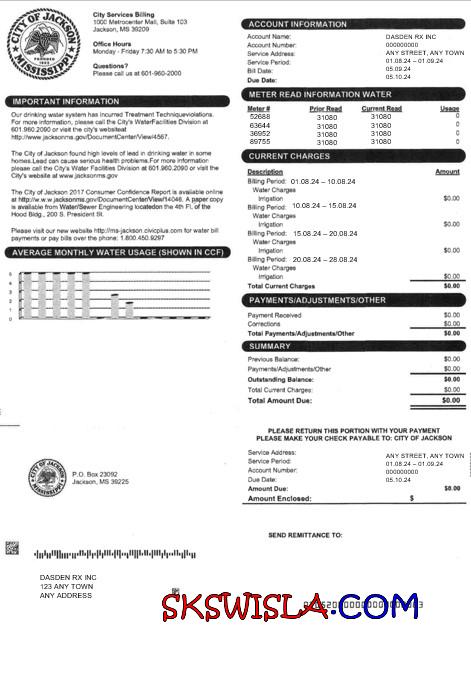 CITY OF JACKSON
FOUNDED
1822
MISSISSIPPI
City Services Billing
1000 Metrocenter Mall, Suite 103
Jackson, MS 39209
Office Hours
Monday - Friday 7:30 AM to 5:30 PM
Questions?
Please call us at 601-960-2000
IMPORTANT INFORMATION
Our drinking water system has incurred Treatment Techniqueviolations.
For more information, please call the City's WaterFacilities Division at
601.960.2090 or visit the city's websiteat
http://www.jacksonms.gov/DocumentCenter/View/4567.
The City of Jackson found high levels of lead in drinking water in some
homes.Lead can cause serious health problems.For more information
please call the City's Water Facilities Division at 601.960.2090 or visit the
City's website at www.jacksonms.gov
The City of Jackson 2017 Consumer Confidence Report is available online
at http://w.w.w.jacksonms.gov/DocumentCenter/View/14046. A paper copy
is available from Water/Sewer Engineering locatedon the 4th Fl. of the
Hood Bldg., 200 S. President St.
Please visit our new website http://ms-jackson.civicplus.com for water bill
payments or pay bills over the phone: 1.800.450.9297
AVERAGE MONTHLY WATER USAGE (SHOWN IN CCF)
5
4
3
2
1
0
ACCOUNT INFORMATION
Account Name: DASDEN RX INC
Account Number: 000000000
Service Address: ANY STREET, ANY TOWN
Service Period: 01.08.24 – 01.09.24
Bill Date: 05.09.24
Due Date: 05.10.24
METER READ INFORMATION WATER
Meter # Prior Read Current Read Usage
52688 31080 31080 0
63644 31080 31080 0
36952 31080 31080 0
89755 31080 31080 0
CURRENT CHARGES
Description Amount
Billing Period: 01.08.24 – 10.08.24
Water Charges
Irrigation $0.00
Billing Period: 10.08.24 – 15.08.24
Water Charges
Irrigation $0.00
Billing Period: 15.08.24 – 20.08.24
Water Charges
Irrigation $0.00
Billing Period: 20.08.24 – 28.08.24
Water Charges
Irrigation $0.00
Total Current Charges $0.00
PAYMENTS/ADJUSTMENTS/OTHER
Payment Received $0.00
Corrections $0.00
Total Payments/Adjustments/Other $0.00
SUMMARY
Previous Balance: $0.00
Payments/Adjustments/Other $0.00
Outstanding Balance: $0.00
Total Current Charges: $0.00
Total Amount Due: $0.00
PLEASE RETURN THIS PORTION WITH YOUR PAYMENT
PLEASE MAKE YOUR CHECK PAYABLE TO: CITY OF JACKSON
Service Address: ANY STREET, ANY TOWN
Service Period: 01.08.24 – 01.09.24
Account Number: 000000000
Due Date: 05.10.24
Amount Due: $0.00
Amount Enclosed: $
CITY OF JACKSON
MISSISSIPPI
P.O. Box 23092
Jackson, MS 39225
SEND REMITTANCE TO:
DASDEN RX INC
123 ANY TOWN
ANY ADDRESS
SKSWISLA.COM